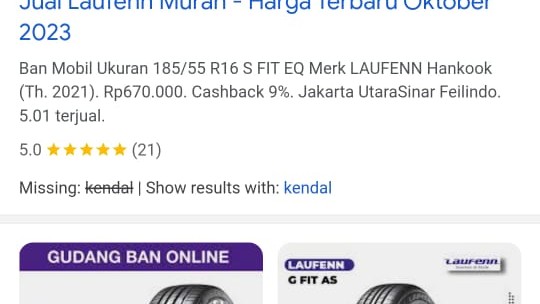 Jual Laufenn Murah - Harga Terbaru Oktober
2023
Ban Mobil Ukuran 185/55 R16 S FIT EQ Merk LAUFENN Hankook
(Th. 2021). Rp670.000. Cashback 9%. Jakarta UtaraSinar Feilindo.
5.01 terjual.
5.0 ★★★★★ (21)
Missing: kendal | Show results with: kendal
GUDANG BAN ONLINE
LAUFENN
G FIT AS
Laufenn